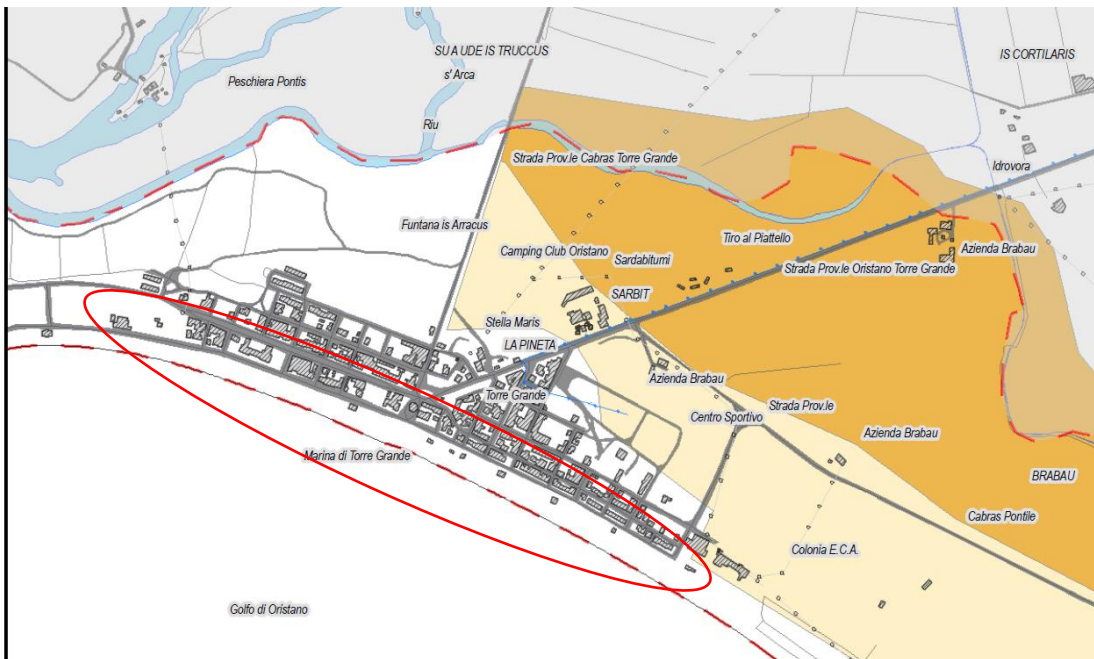 SU A UDE IS TRUCCUS
IS CORTILARIS
s' Arca
Peschiera Pontis
Riu
Strada Prov.le Cabras Torre Grande
Idrovora
Funtana is Arracus
Tiro al Piattello
Camping Club Oristano
Azienda Brabau
Sardabitumi
Strada Prov.le Oristano Torre Grande
SARBIT
Stella Maris
LA PINETA
Azienda Brabau
Torre Grande
Strada Prov.le
Centro Sportivo
Azienda Brabau
Marina di Torre Grande
BRABAU
Cabras Pontile
Colonia E.C.A.
Golfo di Oristano